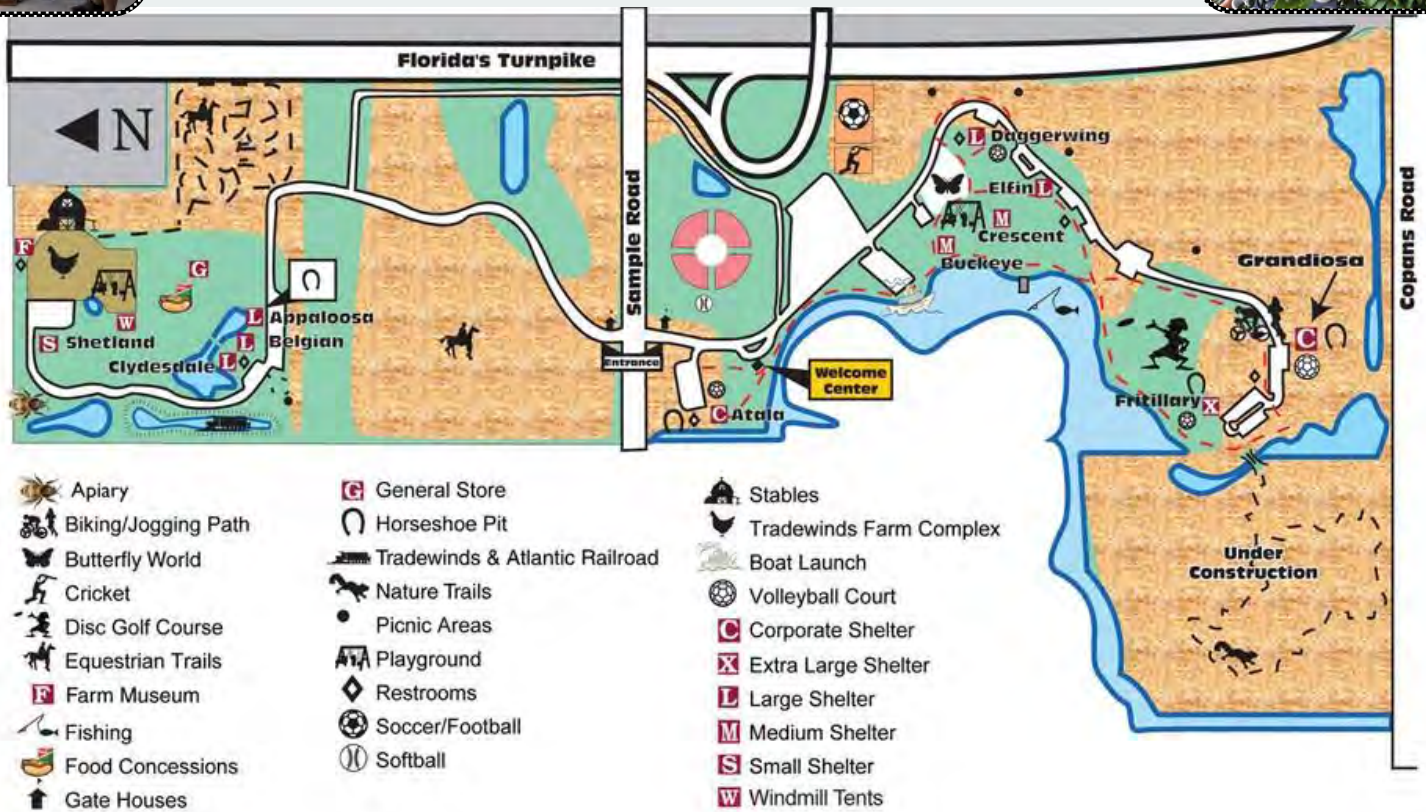 Florida's Turnpike
N
Sample Road
Copans Road
L Daggerwing
Elfin L
M
Crescent
M
Buckeye
Grandiosa
C
F
G
W
S Shetland
L Appaloosa
L Belgian
Clydesdale L
Entrance
Welcome
Center
C Atala
Fritillary X
Under
Construction
Apiary
Biking/Jogging Path
Butterfly World
Cricket
Disc Golf Course
Equestrian Trails
F Farm Museum
Fishing
Food Concessions
Gate Houses
G General Store
Horseshoe Pit
Tradewinds & Atlantic Railroad
Nature Trails
Picnic Areas
Playground
Restrooms
Soccer/Football
Softball
Stables
Tradewinds Farm Complex
Boat Launch
Volleyball Court
C Corporate Shelter
X Extra Large Shelter
L Large Shelter
M Medium Shelter
S Small Shelter
W Windmill Tents